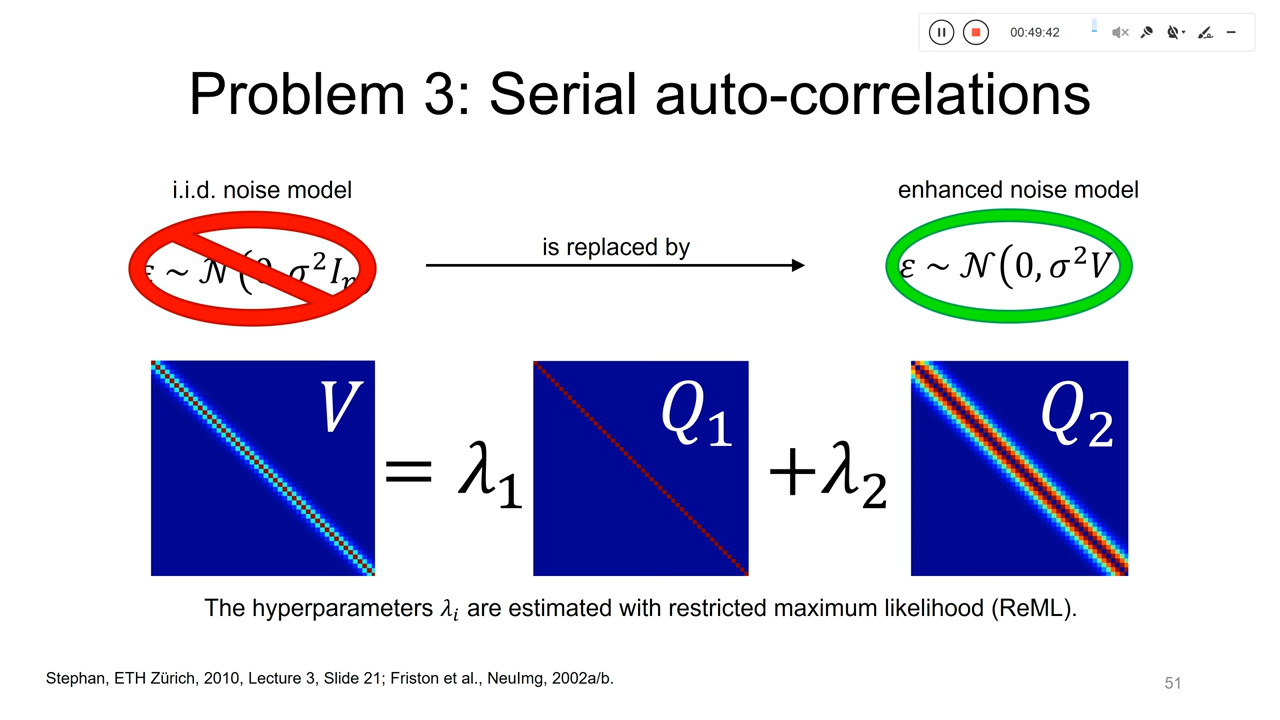 00:49:42
Problem 3: Serial auto-correlations
i.i.d. noise model
enhanced noise model
is replaced by
ε ~ 𝒩(0, σ²Iₙ
ε ~ 𝒩(0, σ²V
V = λ₁ Q₁ + λ₂ Q₂
The hyperparameters λᵢ are estimated with restricted maximum likelihood (ReML).
Stephan, ETH Zürich, 2010, Lecture 3, Slide 21; Friston et al., NeuImg, 2002a/b.
51